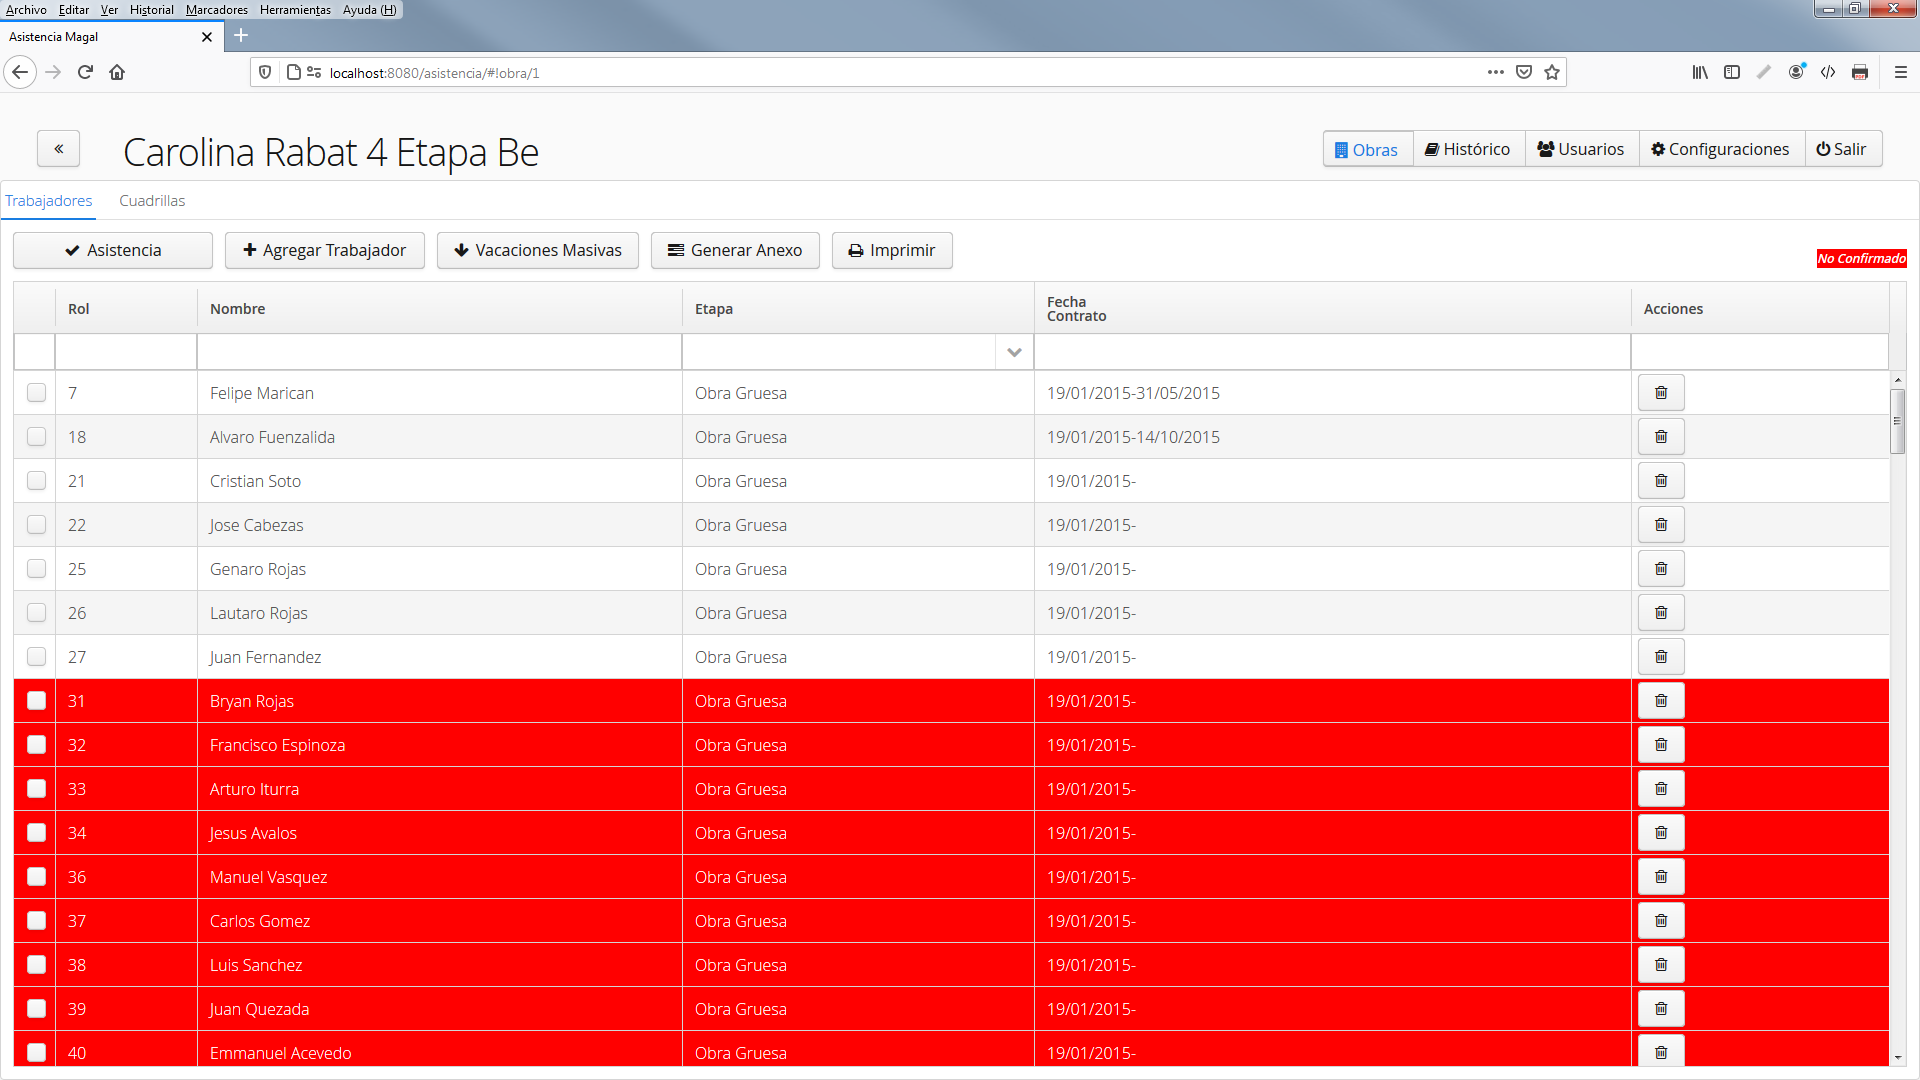 Archivo Editar Ver Historial Marcadores Herramientas Ayuda (H)
Asistencia Magal
localhost:8080/asistencia/#!obra/1
Carolina Rabat 4 Etapa Be
Obras Histórico Usuarios Configuraciones Salir
Trabajadores Cuadrillas
Asistencia Agregar Trabajador Vacaciones Masivas Generar Anexo Imprimir
No Confirmado
Rol Nombre Etapa Fecha Contrato Acciones
7 Felipe Marican Obra Gruesa 19/01/2015-31/05/2015
18 Alvaro Fuenzalida Obra Gruesa 19/01/2015-14/10/2015
21 Cristian Soto Obra Gruesa 19/01/2015-
22 Jose Cabezas Obra Gruesa 19/01/2015-
25 Genaro Rojas Obra Gruesa 19/01/2015-
26 Lautaro Rojas Obra Gruesa 19/01/2015-
27 Juan Fernandez Obra Gruesa 19/01/2015-
31 Bryan Rojas Obra Gruesa 19/01/2015-
32 Francisco Espinoza Obra Gruesa 19/01/2015-
33 Arturo Iturra Obra Gruesa 19/01/2015-
34 Jesus Avalos Obra Gruesa 19/01/2015-
36 Manuel Vasquez Obra Gruesa 19/01/2015-
37 Carlos Gomez Obra Gruesa 19/01/2015-
38 Luis Sanchez Obra Gruesa 19/01/2015-
39 Juan Quezada Obra Gruesa 19/01/2015-
40 Emmanuel Acevedo Obra Gruesa 19/01/2015-